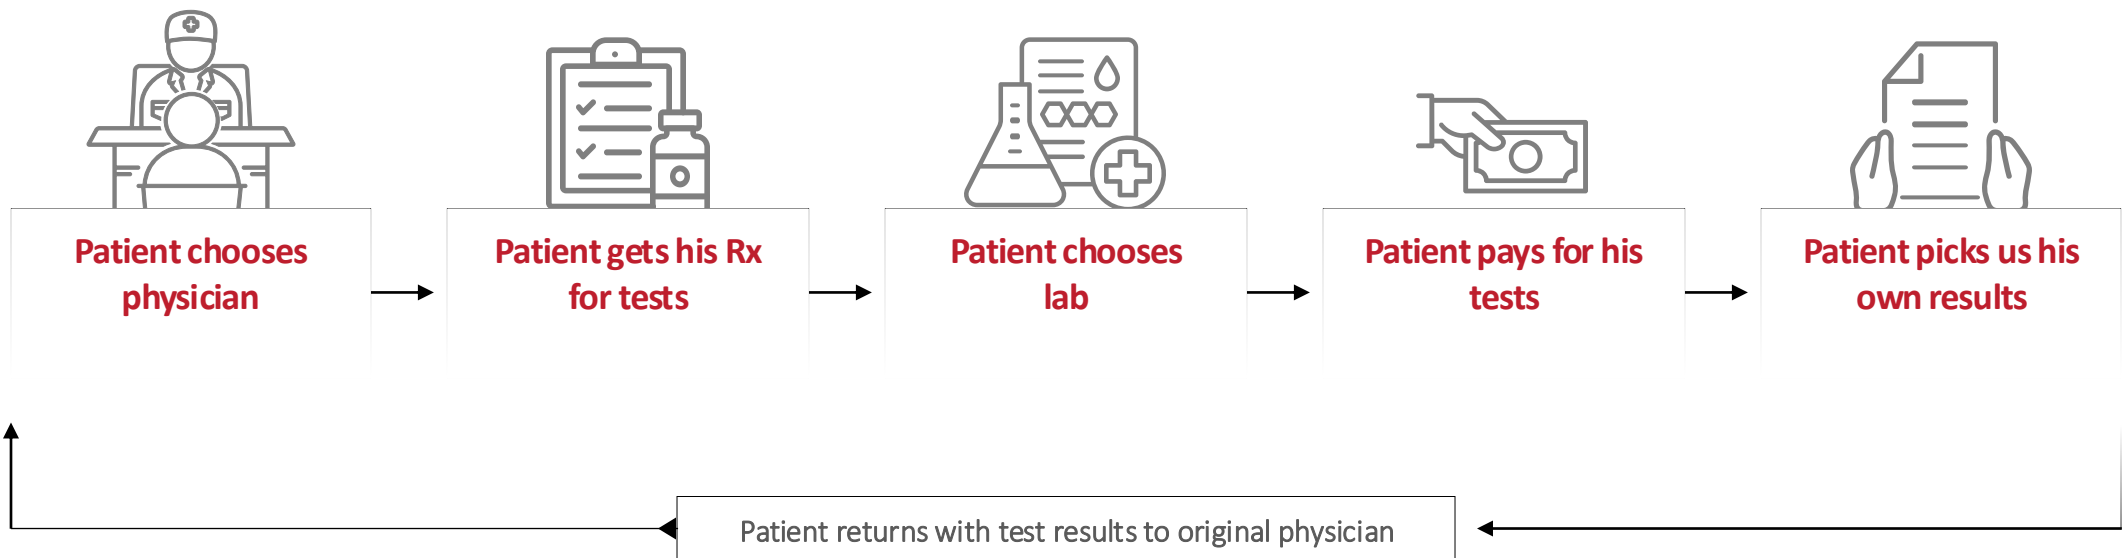 Patient chooses
physician
Patient gets his Rx
for tests
Patient chooses
lab
Patient pays for his
tests
Patient picks us his
own results
Patient returns with test results to original physician